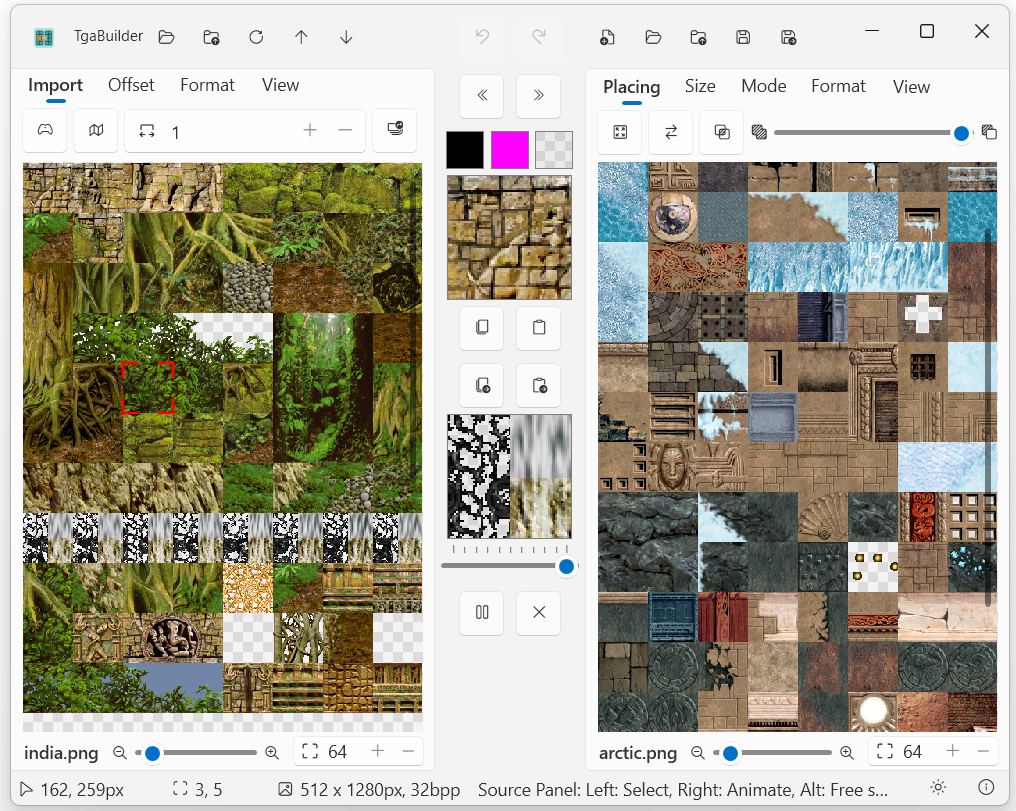 TgaBuilder
Import Offset Format View
1
Placing Size Mode Format View
india.png 64
arctic.png 64
162, 259px 3, 5 512 x 1280px, 32bpp Source Panel: Left: Select, Right: Animate, Alt: Free s...